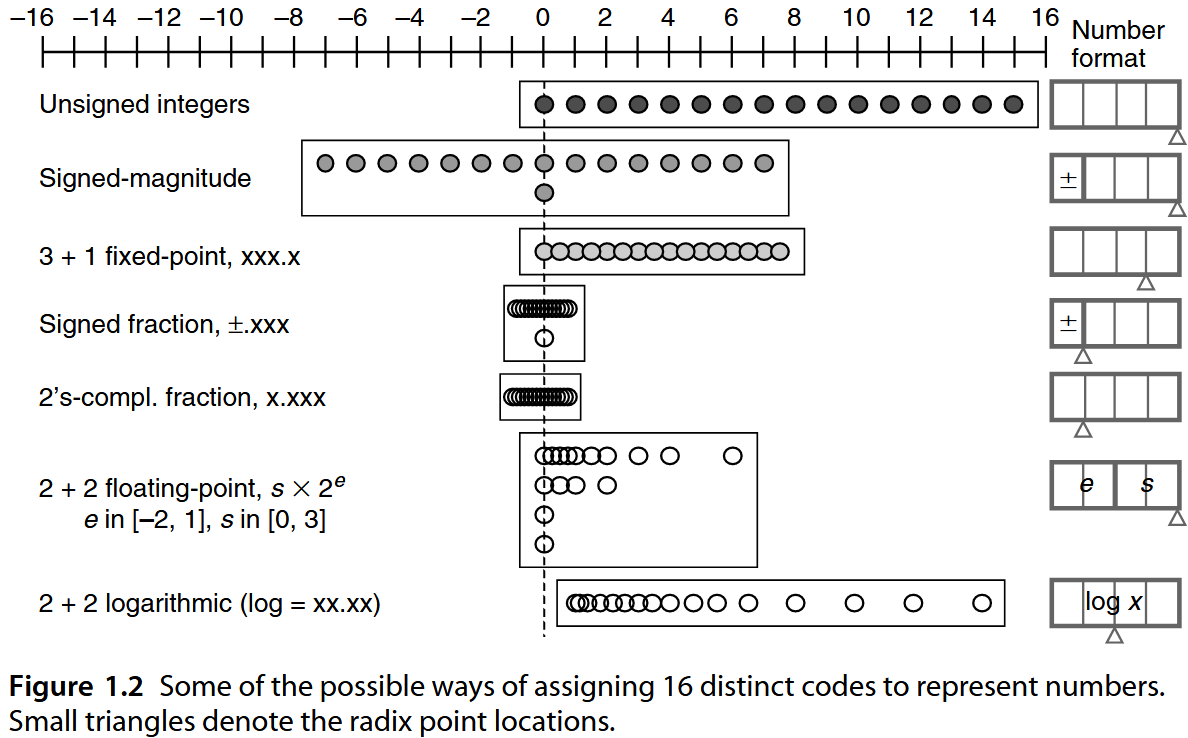 −16 −14 −12 −10 −8 −6 −4 −2 0 2 4 6 8 10 12 14 16
Number
format
Unsigned integers
Signed-magnitude
±
3 + 1 fixed-point, xxx.x
Signed fraction, ±.xxx
±
2’s-compl. fraction, x.xxx
2 + 2 floating-point, s × 2^e
e in [−2, 1], s in [0, 3]
e s
2 + 2 logarithmic (log = xx.xx)
log x
Figure 1.2 Some of the possible ways of assigning 16 distinct codes to represent numbers.
Small triangles denote the radix point locations.